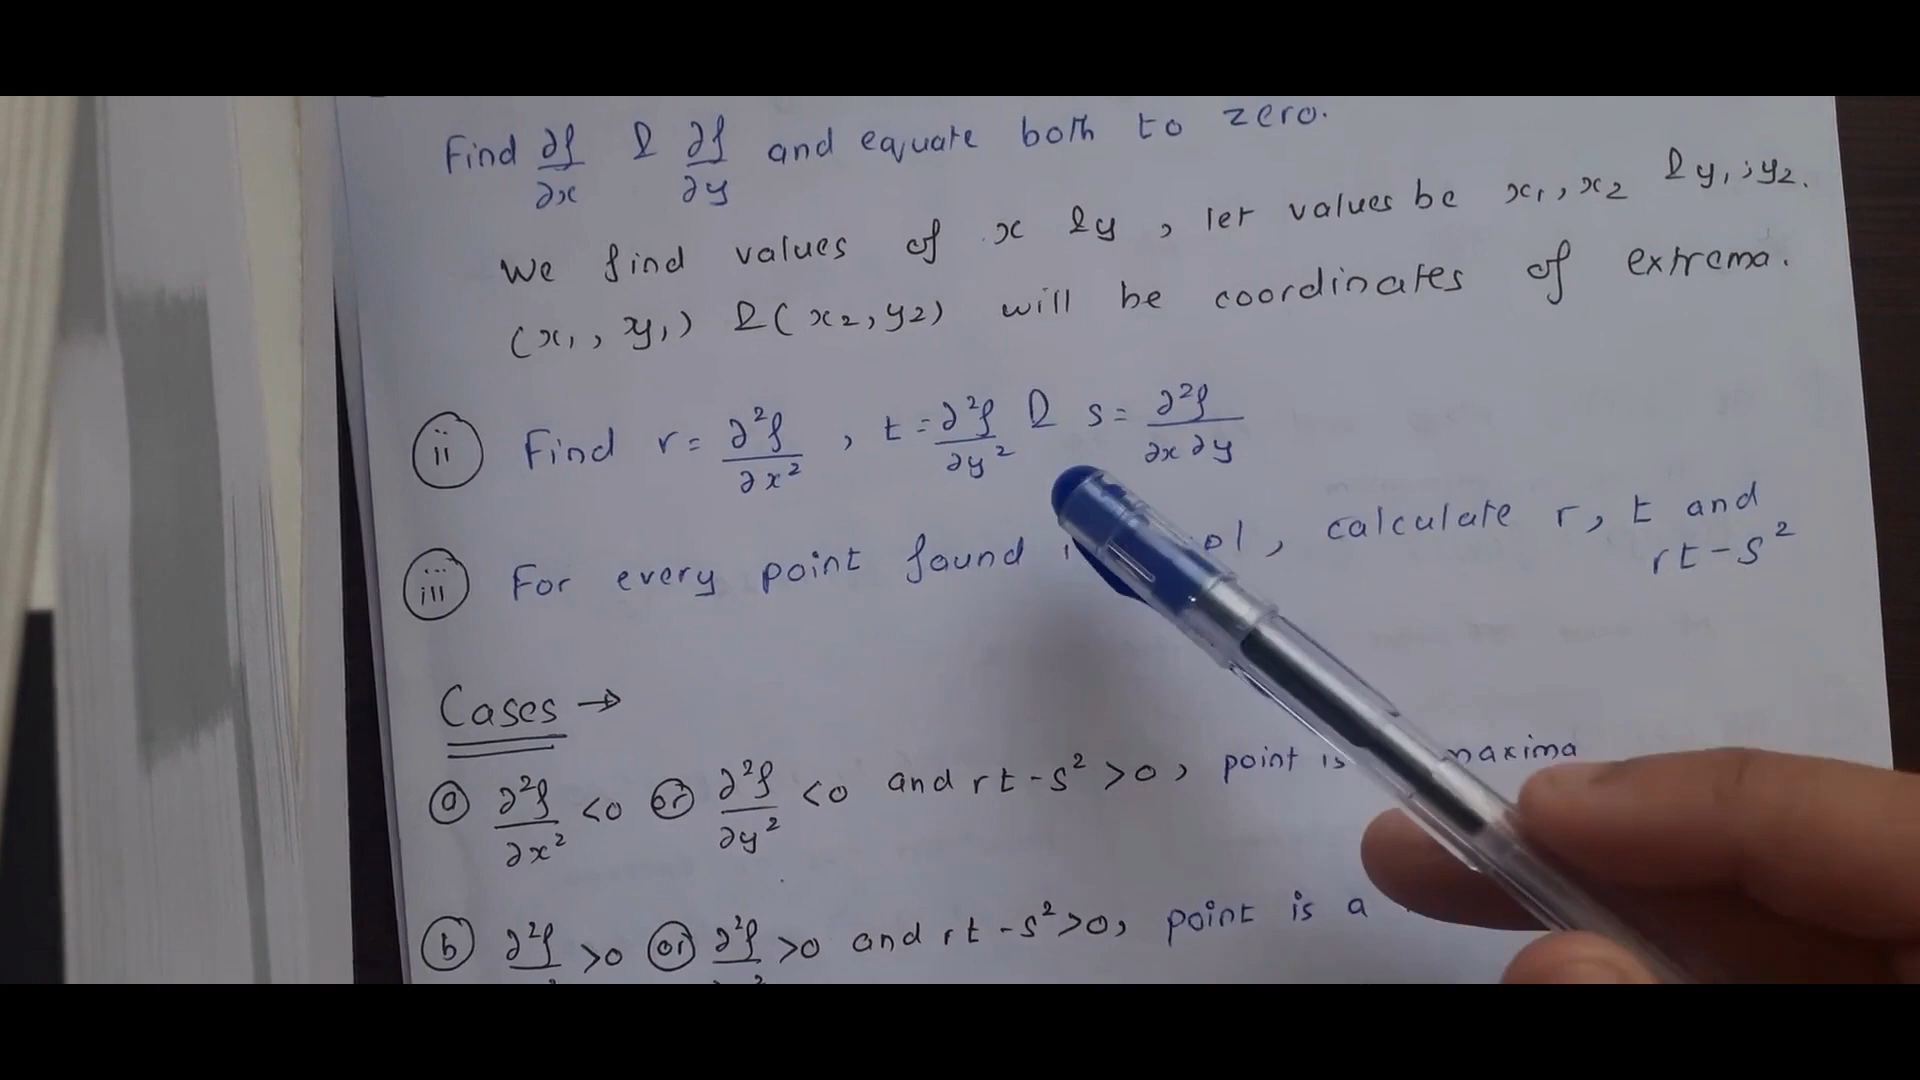 Find ∂f/∂x & ∂f/∂y and equate both to zero.
We find values of x & y, let values be x₁, x₂ & y₁, y₂.
(x₁, y₁) & (x₂, y₂) will be coordinates of extrema.
(ii) Find r = ∂²f/∂x², t = ∂²f/∂y² & s = ∂²f/∂x∂y
(iii) For every point found, calculate r, t and
rt - s²
Cases →
(a) ∂²f/∂x² <0 (or) ∂²f/∂y² <0 and rt - s² >0, point is maxima
(b) ∂²f >0 (or) ∂²f >0 and rt - s² >0, point is a